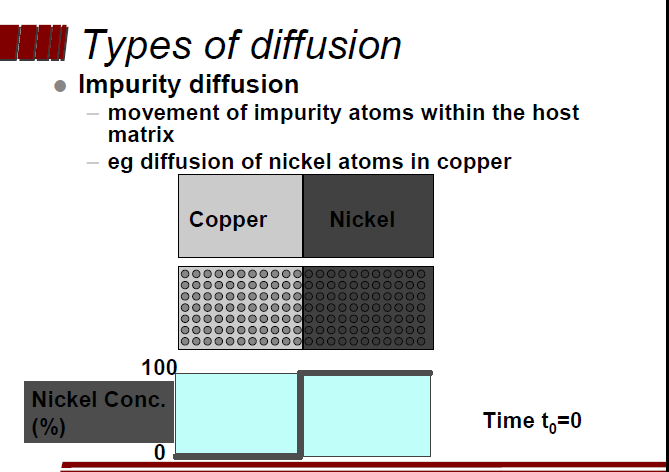 Types of diffusion
Impurity diffusion
– movement of impurity atoms within the host
matrix
– eg diffusion of nickel atoms in copper
Copper Nickel
100
Nickel Conc.
(%)
Time t₀=0
0